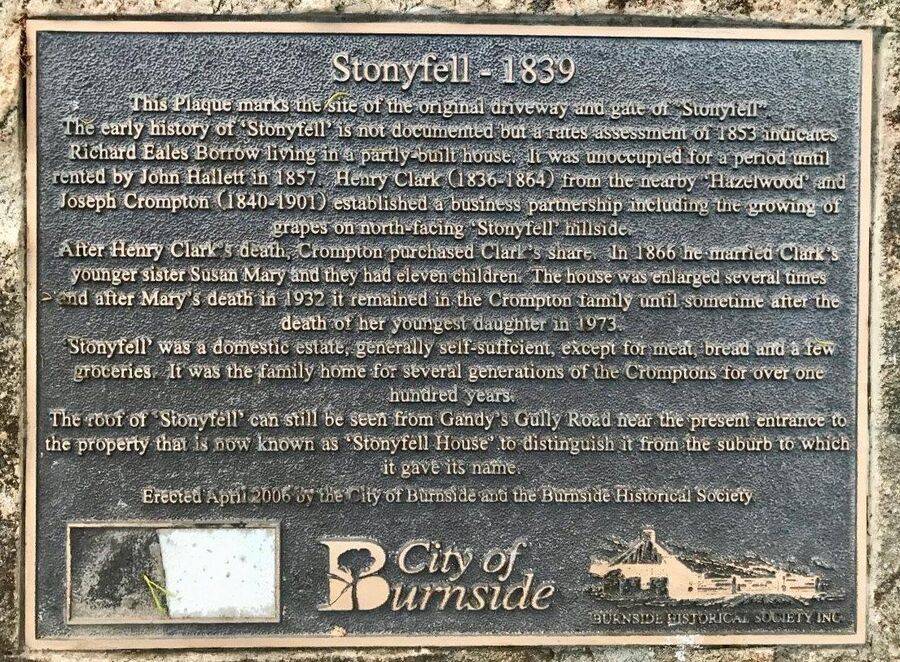 Stonyfell - 1839
This Plaque marks the site of the original driveway and gate of 'Stonyfell'.
The early history of 'Stonyfell' is not documented but a rates assessment of 1853 indicates
Richard Eales Borrow living in a partly-built house. It was unoccupied for a period until
rented by John Hallett in 1857. Henry Clark (1836-1864) from the nearby 'Hazelwood' and
Joseph Crompton (1840-1901) established a business partnership including the growing of
grapes on north-facing 'Stonyfell' hillside.
After Henry Clark's death, Crompton purchased Clark's share. In 1866 he married Clark's
younger sister Susan Mary and they had eleven children. The house was enlarged several times
and after Mary's death in 1932 it remained in the Crompton family until sometime after the
death of her youngest daughter in 1973.
'Stonyfell' was a domestic estate, generally self-suffcient, except for meat, bread and a few
groceries. It was the family home for several generations of the Cromptons for over one
hundred years.
The roof of 'Stonyfell' can still be seen from Gandy's Gully Road near the present entrance to
the property that is now known as 'Stonyfell House' to distinguish it from the suburb to which
it gave its name.
Erected April 2006 by the City of Burnside and the Burnside Historical Society
City of
Burnside
BURNSIDE HISTORICAL SOCIETY INC